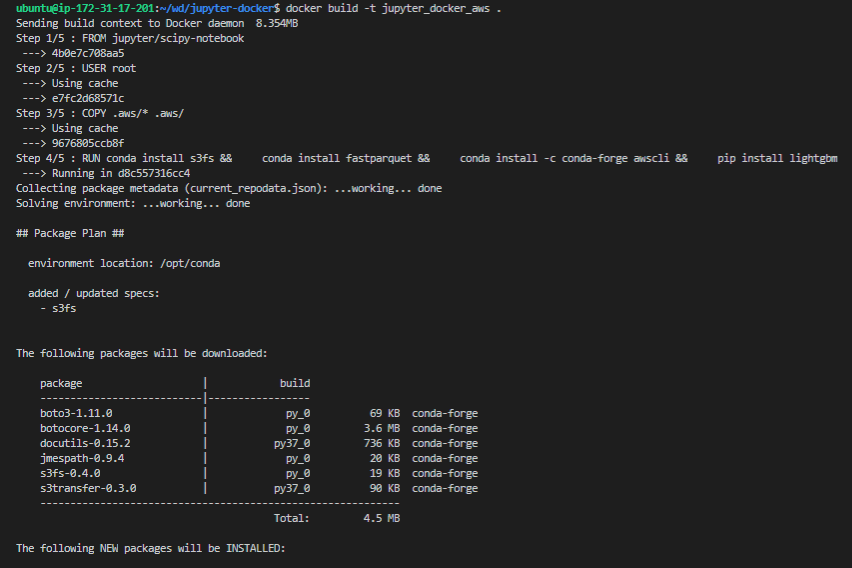 ubuntu@ip-172-31-17-201:~/wd/jupyter-docker$ docker build -t jupyter_docker_aws .
Sending build context to Docker daemon  8.354MB
Step 1/5 : FROM jupyter/scipy-notebook
 ---> 4b0e7c708aa5
Step 2/5 : USER root
 ---> Using cache
 ---> e7fc2d68571c
Step 3/5 : COPY .aws/* .aws/
 ---> Using cache
 ---> 9676805ccb8f
Step 4/5 : RUN conda install s3fs &&     conda install fastparquet &&     conda install -c conda-forge awscli &&     pip install lightgbm
 ---> Running in d8c557316cc4
Collecting package metadata (current_repodata.json): ...working... done
Solving environment: ...working... done
## Package Plan ##
  environment location: /opt/conda
  added / updated specs:
    - s3fs
The following packages will be downloaded:
    package                    |            build
    ---------------------------|-----------------
    boto3-1.11.0               |             py_0          69 KB  conda-forge
    botocore-1.14.0            |             py_0         3.6 MB  conda-forge
    docutils-0.15.2            |           py37_0         736 KB  conda-forge
    jmespath-0.9.4             |             py_0          20 KB  conda-forge
    s3fs-0.4.0                 |             py_0          19 KB  conda-forge
    s3transfer-0.3.0           |           py37_0          90 KB  conda-forge
    ------------------------------------------------------------
                                           Total:         4.5 MB
The following NEW packages will be INSTALLED: